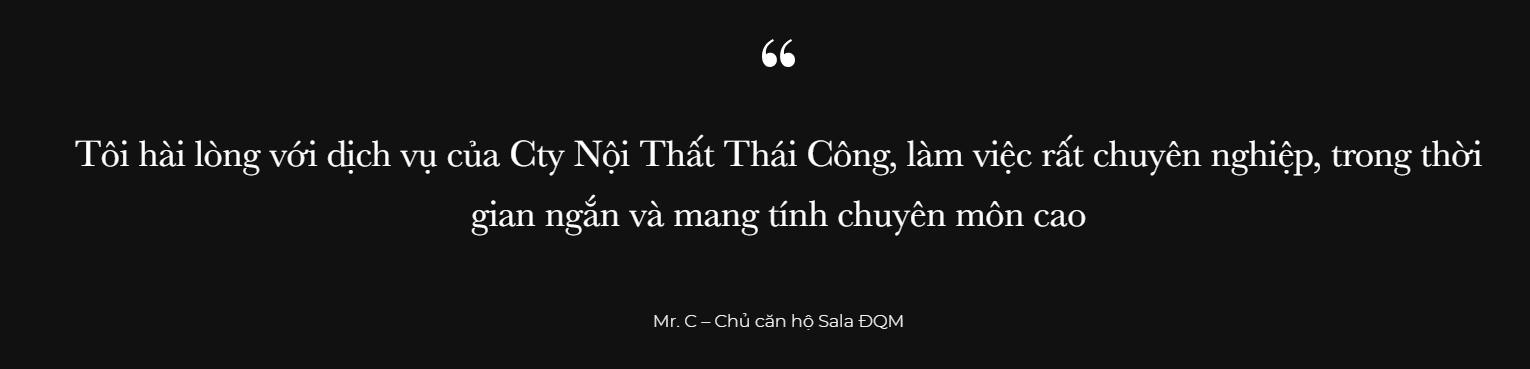 “
Tôi hài lòng với dịch vụ của Cty Nội Thất Thái Công, làm việc rất chuyên nghiệp, trong thời
gian ngắn và mang tính chuyên môn cao
Mr. C – Chủ căn hộ Sala ĐQM